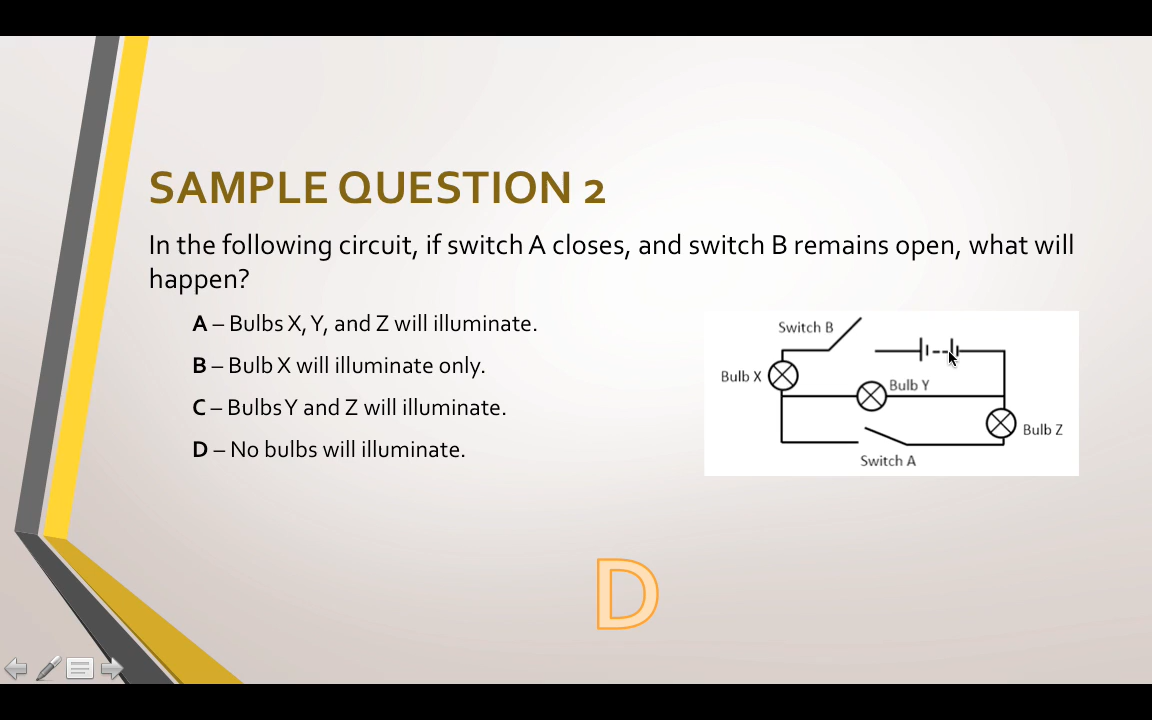 SAMPLE QUESTION 2
In the following circuit, if switch A closes, and switch B remains open, what will
happen?
A – Bulbs X, Y, and Z will illuminate.
B – Bulb X will illuminate only.
C – Bulbs Y and Z will illuminate.
D – No bulbs will illuminate.
Switch B
Bulb X
Bulb Y
Bulb Z
Switch A
D